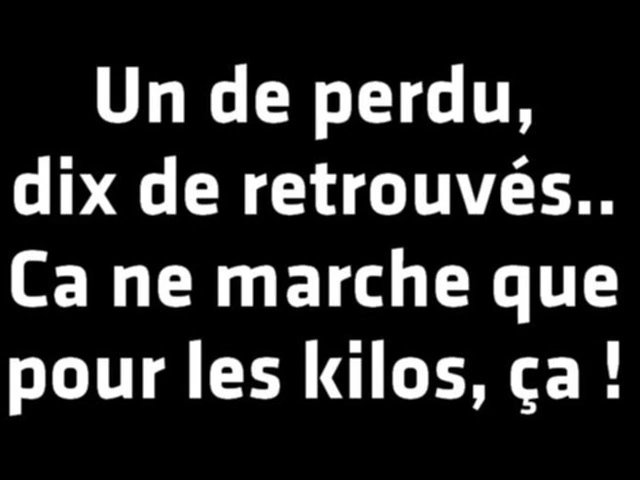 Un de perdu,
dix de retrouvés..
Ca ne marche que
pour les kilos, ça !